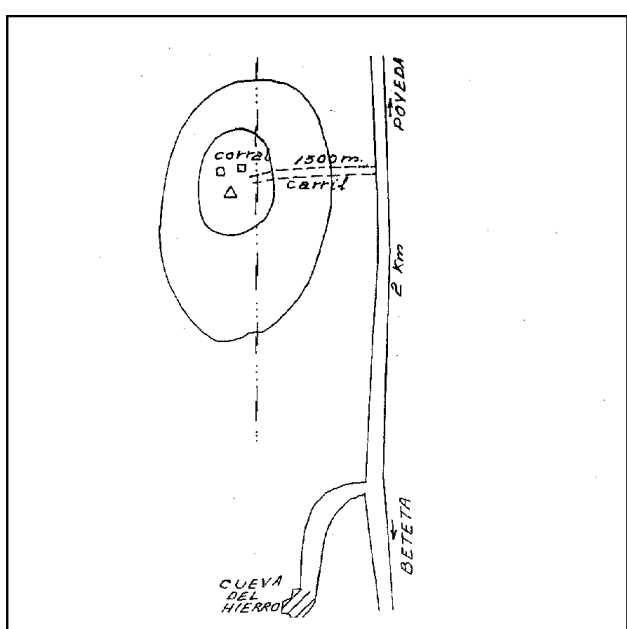 POVEDA
corral
1500 m.
carril
2 Km
BETETA
CUEVA
DEL
HIERRO